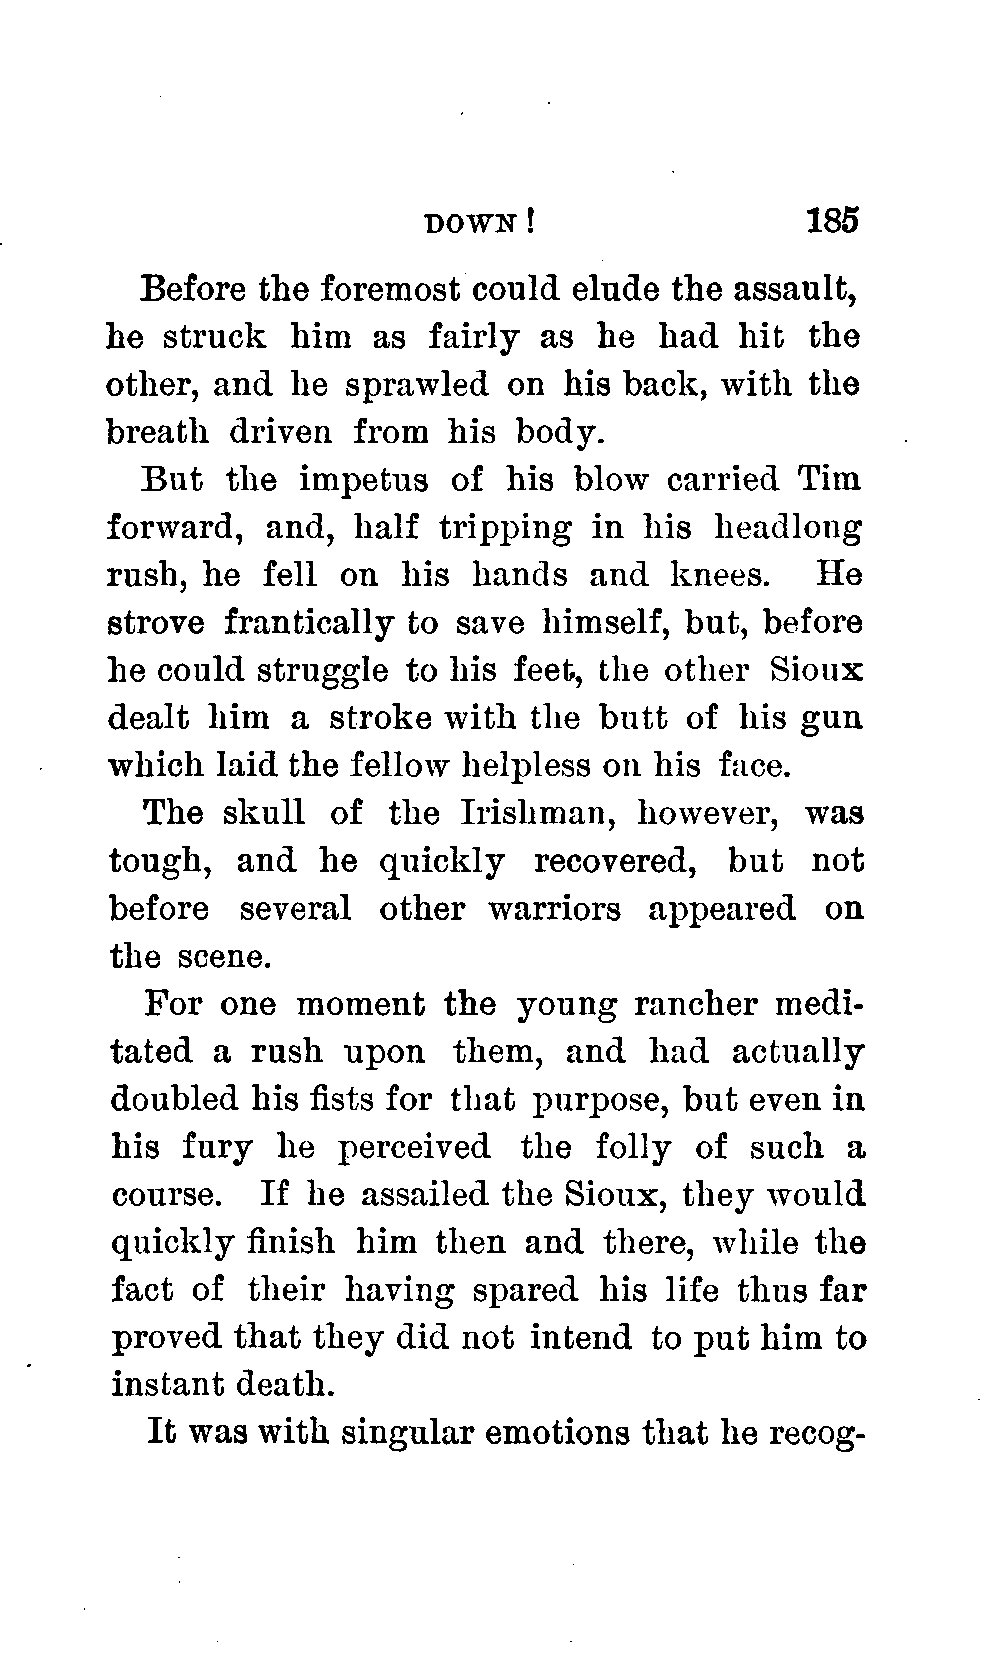 DOWN! 185
Before the foremost could elude the assault,
he struck him as fairly as he had hit the
other, and he sprawled on his back, with the
breath driven from his body.
But the impetus of his blow carried Tim
forward, and, half tripping in his headlong
rush, he fell on his hands and knees. He
strove frantically to save himself, but, before
he could struggle to his feet, the other Sioux
dealt him a stroke with the butt of his gun
which laid the fellow helpless on his face.
The skull of the Irishman, however, was
tough, and he quickly recovered, but not
before several other warriors appeared on
the scene.
For one moment the young rancher medi-
tated a rush upon them, and had actually
doubled his fists for that purpose, but even in
his fury he perceived the folly of such a
course. If he assailed the Sioux, they would
quickly finish him then and there, while the
fact of their having spared his life thus far
proved that they did not intend to put him to
instant death.
It was with singular emotions that he recog-